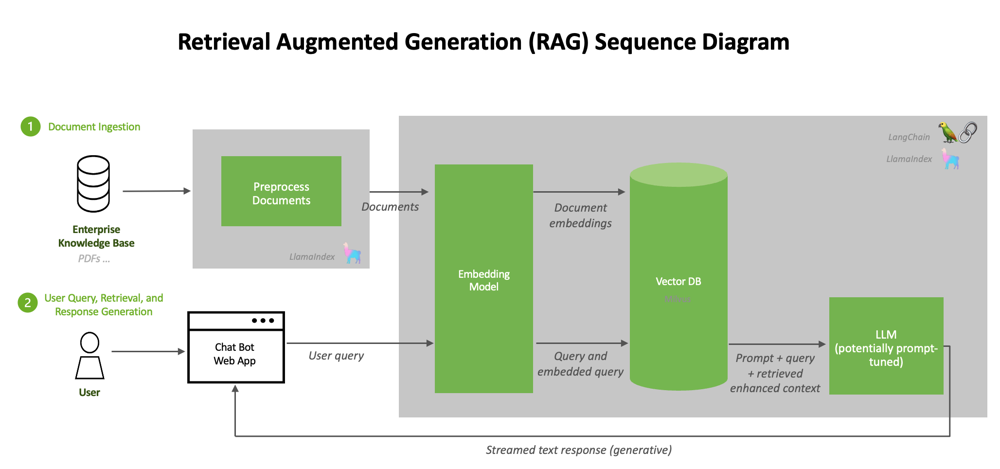 Retrieval Augmented Generation (RAG) Sequence Diagram
1
Document Ingestion
LangChain
LlamaIndex
Preprocess
Documents
Documents
Document
embeddings
Enterprise
Knowledge Base
PDFs ...
LlamaIndex
Embedding
Model
Vector DB
2
User Query, Retrieval, and
Response Generation
Chat Bot
Web App
User query
Query and
embedded query
Prompt + query
+ retrieved
enhanced context
LLM
(potentially prompt-
tuned)
User
Streamed text response (generative)